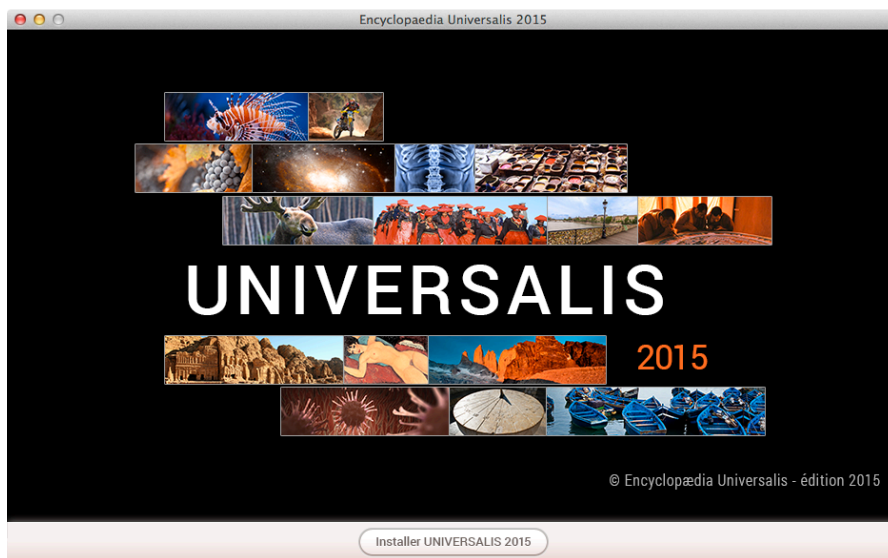 Encyclopaedia Universalis 2015
UNIVERSALIS
2015
© Encyclopædia Universalis - édition 2015
Installer UNIVERSALIS 2015